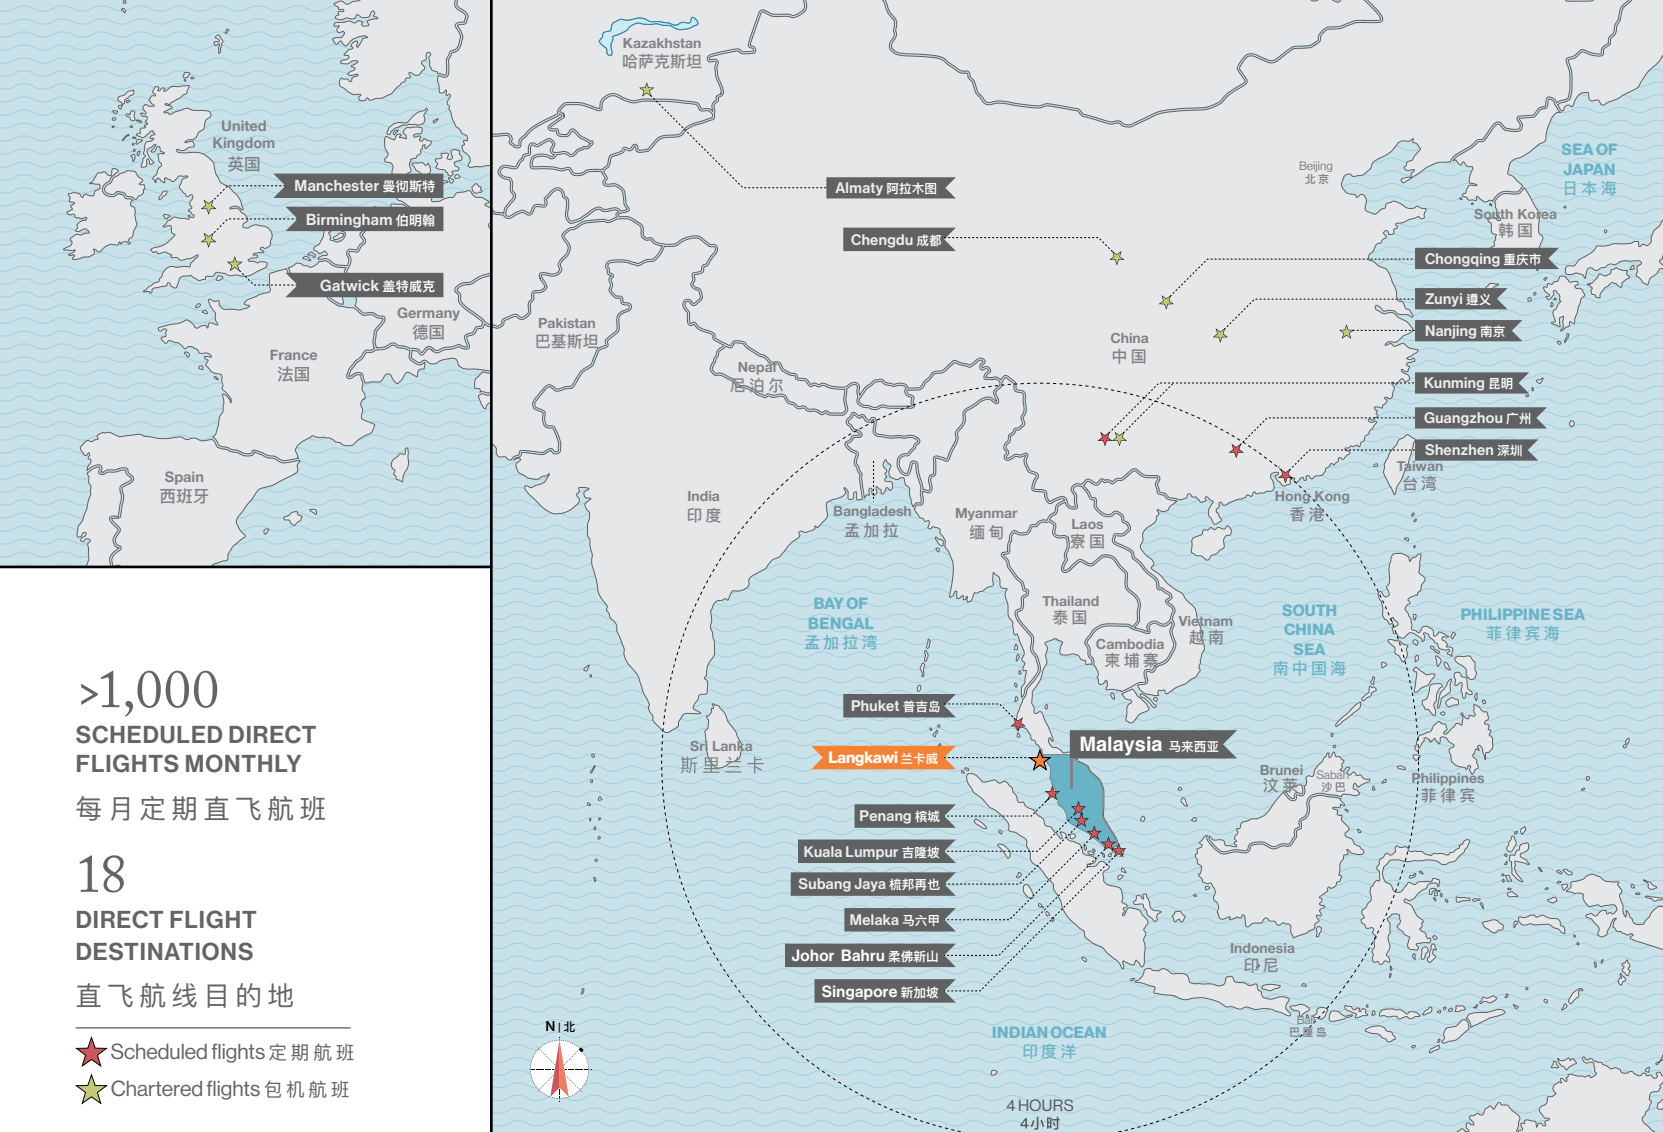 United
Kingdom
英国
Manchester 曼彻斯特
Birmingham 伯明翰
Gatwick 盖特威克
Germany
德国
France
法国
Spain
西班牙
>1,000
SCHEDULED DIRECT
FLIGHTS MONTHLY
每月定期直飞航班
18
DIRECT FLIGHT
DESTINATIONS
直飞航线目的地
Scheduled flights 定期航班
Chartered flights 包机航班
Kazakhstan
哈萨克斯坦
Almaty 阿拉木图
Chengdu 成都
Beijing
北京
SEA OF
JAPAN
日本海
South Korea
韩国
Chongqing 重庆市
Zunyi 遵义
Nanjing 南京
Pakistan
巴基斯坦
China
中国
Nepal
尼泊尔
Kunming 昆明
Guangzhou 广州
Shenzhen 深圳
Taiwan
台湾
Hong Kong
香港
India
印度
Bangladesh
孟加拉
Myanmar
缅甸
Laos
寮国
BAY OF
BENGAL
孟加拉湾
Thailand
泰国
Vietnam
越南
Cambodia
柬埔寨
SOUTH
CHINA
SEA
南中国海
PHILIPPINE SEA
菲律宾海
Phuket 普吉岛
Sri Lanka
斯里兰卡
Langkawi 兰卡威
Malaysia 马来西亚
Brunei
汶莱
Sabah
沙巴
Philippines
菲律宾
Penang 槟城
Kuala Lumpur 吉隆坡
Subang Jaya 梳邦再也
Melaka 马六甲
Johor Bahru 柔佛新山
Singapore 新加坡
Indonesia
印尼
Bali
巴厘岛
N | 北
INDIAN OCEAN
印度洋
4 HOURS
4小时